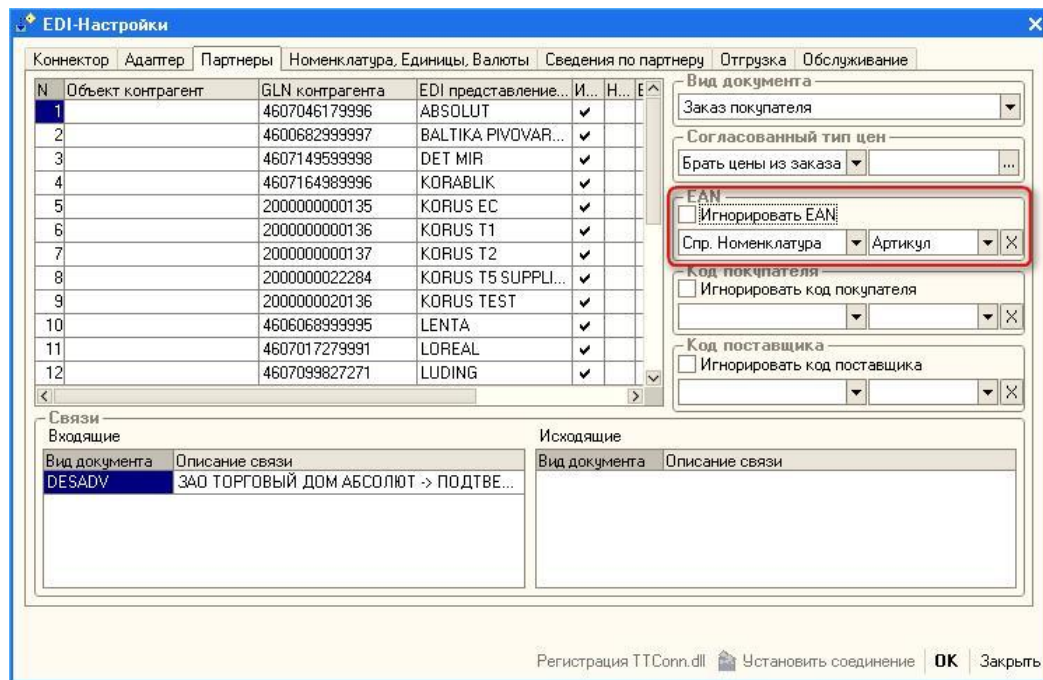 EDI-Настройки
Коннектор Адаптер Партнеры Номенклатура, Единицы, Валюты Сведения по партнеру Отгрузка Обслуживание
N Объект контрагент GLN контрагента EDI представление... И... Н... Е
1 4607046179996 ABSOLUT
2 4600682999997 BALTIKA PIVOVAR...
3 4607149599998 DET MIR
4 4607164989996 KORABLIK
5 2000000000135 KORUS EC
6 2000000000136 KORUS T1
7 2000000000137 KORUS T2
8 2000000022284 KORUS T5 SUPPLI...
9 2000000020136 KORUS TEST
10 4606068999995 LENTA
11 4607017279991 LOREAL
12 4607099827271 LUDING
Вид документа
Заказ покупателя
Согласованный тип цен
Брать цены из заказа ...
EAN
Игнорировать EAN
Спр. Номенклатура Артикул X
Код покупателя
Игнорировать код покупателя
X
Код поставщика
Игнорировать код поставщика
X
Связи
Входящие
Вид документа Описание связи
DESADV ЗАО ТОРГОВЫЙ ДОМ АБСОЛЮТ -> ПОДТВЕ...
Исходящие
Вид документа Описание связи
Регистрация TTConn.dll Установить соединение OK Закрыть